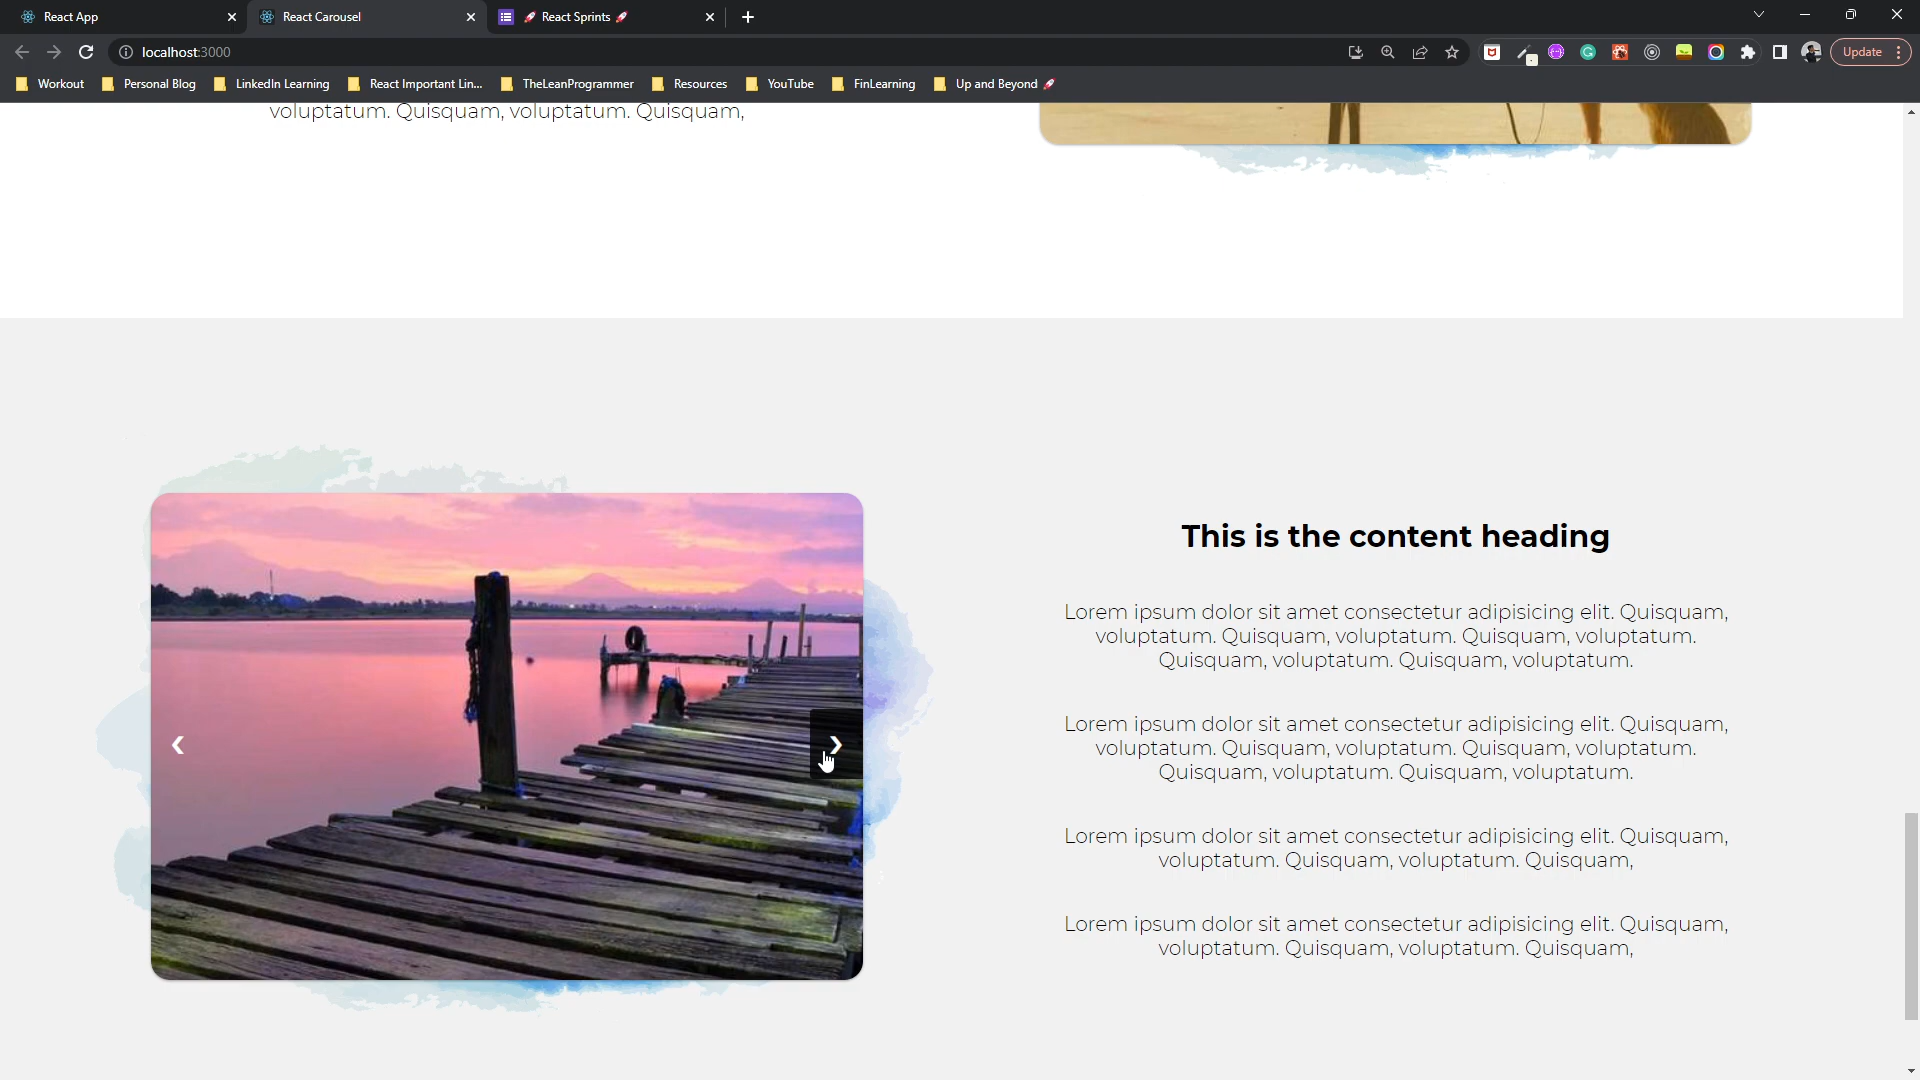 React App
React Carousel
🚀 React Sprints 🚀
localhost:3000
Update
Workout
Personal Blog
LinkedIn Learning
React Important Lin...
TheLeanProgrammer
Resources
YouTube
FinLearning
Up and Beyond 🚀
voluptatum. Quisquam, voluptatum. Quisquam,
This is the content heading
Lorem ipsum dolor sit amet consectetur adipisicing elit. Quisquam,
voluptatum. Quisquam, voluptatum. Quisquam, voluptatum.
Quisquam, voluptatum. Quisquam, voluptatum.
Lorem ipsum dolor sit amet consectetur adipisicing elit. Quisquam,
voluptatum. Quisquam, voluptatum. Quisquam, voluptatum.
Quisquam, voluptatum. Quisquam, voluptatum.
Lorem ipsum dolor sit amet consectetur adipisicing elit. Quisquam,
voluptatum. Quisquam, voluptatum. Quisquam,
Lorem ipsum dolor sit amet consectetur adipisicing elit. Quisquam,
voluptatum. Quisquam, voluptatum. Quisquam,